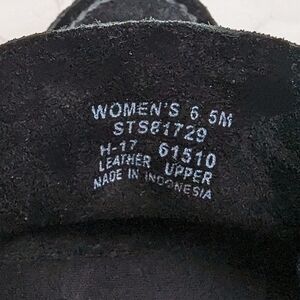 WOMEN'S 6.5M
STS81729
H-17 61510
LEATHER UPPER
MADE IN INDONESIA